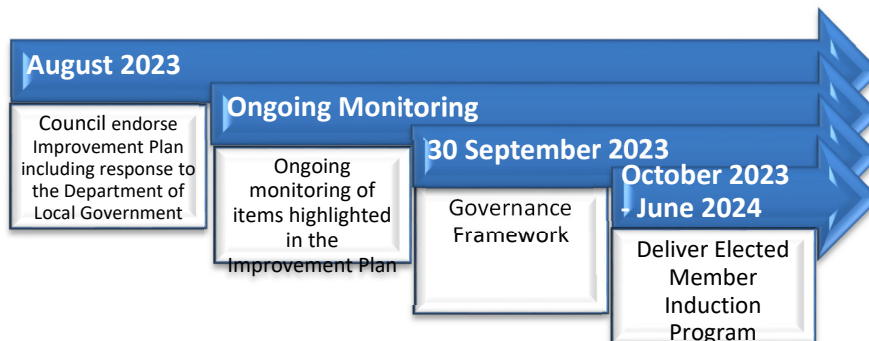 August 2023
Council endorse
Improvement Plan
including response to
the Department of
Local Government
Ongoing Monitoring
Ongoing
monitoring of
items highlighted
in the
Improvement Plan
30 September 2023
Governance
Framework
October 2023
- June 2024
Deliver Elected
Member
Induction
Program